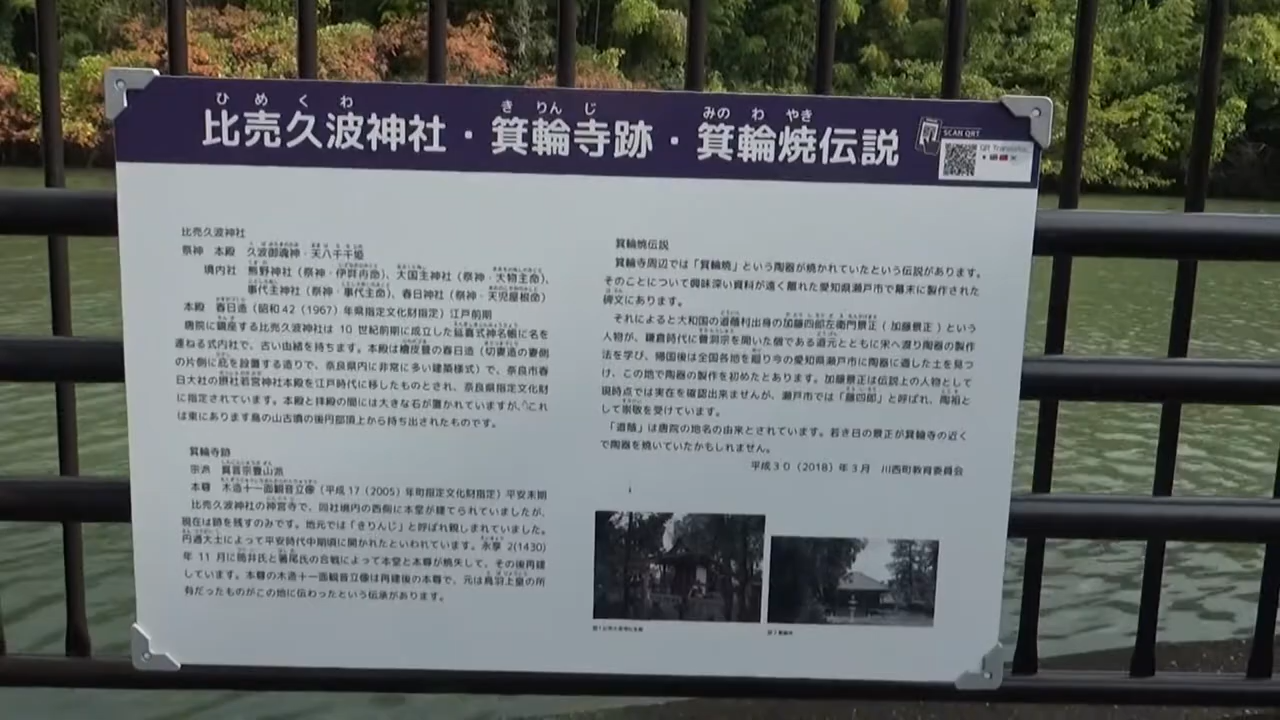 ひめくわ きりんじ みのわやき
比売久波神社・箕輪寺跡・箕輪焼伝説
SCAN QRT
QR Translator
比売久波神社
祭神 本殿 久波御魂神・天八千千姫
境内社 熊野神社（祭神・伊弉冉命）、大国主神社（祭神・大物主命）、
事代主神社（祭神・事代主命）、春日神社（祭神・天児屋根命）
本殿 春日造（昭和42（1967）年県指定文化財指定）江戸前期
唐院に鎮座する比売久波神社は10世紀前期に成立した延喜式神名帳に名を
連ねる式内社で、古い由緒を持ちます。本殿は檜皮葺の春日造（切妻造の妻側
の片側に庇を設置する造りで、奈良県内に非常に多い建築様式）で、奈良市春
日大社の摂社若宮神社本殿を江戸時代に移したものとされ、奈良県指定文化財
に指定されています。本殿と拝殿の間には大きな石が置かれていますが、これ
は東にあります島の山古墳の後円部頂上から持ち出されたものです。
箕輪寺跡
宗派 真言宗豊山派
本尊 木造十一面観音立像（平成17（2005）年町指定文化財指定）平安末期
比売久波神社の神宮寺で、同社境内の西側に本堂が建てられていましたが、
現在は跡を残すのみです。地元では「きりんじ」と呼ばれ親しまれていました。
円通大士によって平安時代中期頃に開かれたといわれています。永享2(1430)
年11月に筒井氏と箸尾氏の合戦によって本堂と本尊が焼失して、その後再建
しています。本尊の木造十一面観音立像は再建後の本尊で、元は鳥羽上皇の所
有だったものがこの地に伝わったという伝承があります。
箕輪焼伝説
箕輪寺周辺では「箕輪焼」という陶器が焼かれていたという伝説があります。
そのことについて興味深い資料が遠く離れた愛知県瀬戸市で幕末に製作された
碑文にあります。
それによると大和国の道蔭村出身の加藤四郎左衛門景正（加藤景正）という
人物が、鎌倉時代に曹洞宗を開いた僧である道元とともに宋へ渡り陶器の製作
法を学び、帰国後は全国各地を廻り今の愛知県瀬戸市に陶器に適した土を見つ
け、この地で陶器の製作を初めたとあります。加藤景正は伝説上の人物として
現時点では実在を確認出来ませんが、瀬戸市では「藤四郎」と呼ばれ、陶祖と
して崇敬を受けています。
「道蔭」は唐院の地名の由来とされています。若き日の景正が箕輪寺の近く
で陶器を焼いていたかもしれません。
平成30（2018）年3月 川西町教育委員会